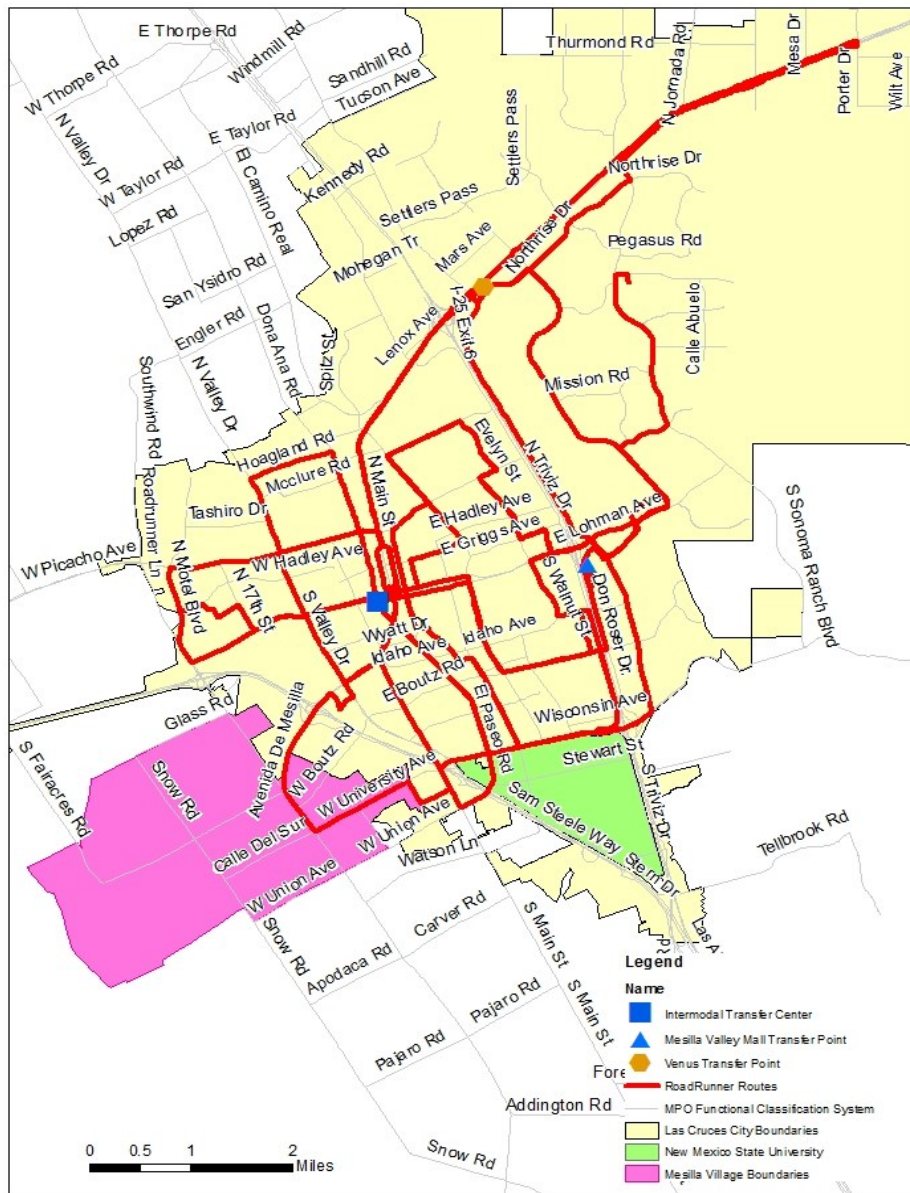 E Thorpe Rd
W Thorpe Rd
Windmill Rd
Sandhill Rd
Tucson Ave
Thurmond Rd
N Jornada Rd
Mesa Dr
Porter Dr
Wilt Ave
N Valley Dr
E Taylor Rd
W Taylor Rd
El Camino Real
Kennedy Rd
Settlers Pass
Settlers Pass
Northrise Dr
Lopez Rd
Mohegan Tr
Mars Ave
Northrise Dr
Pegasus Rd
San Ysidro Rd
Dona Ana Rd
Engler Rd
N Valley Dr
Spitz St
Lenox Ave
I-25 Exit 6
Calle Abuelo
Mission Rd
Southwind Rd
Roadrunner Ln
Hoagland Rd
Mcclure Rd
N Main St
Evelyn St
N Triviz Dr
Tashiro Dr
E Hadley Ave
E Griggs Ave
E Lohman Ave
S Sonoma Ranch Blvd
W Picacho Ave
N Motel Blvd
N 17th St
W Hadley Ave
S Valley Dr
S Walnut St
Don Roser Dr.
Wyatt Dr
Idaho Ave
Idaho Ave
E Boutz Rd
El Paseo Rd
Wisconsin Ave
Glass Rd
Avenida De Mesilla
W Boutz Rd
Stewart St
S Fairacres Rd
Snow Rd
W University Ave
S Triviz Dr
Calle Del Sur
W Union Ave
Sam Steele Way
Stern Dr
Tellbrook Rd
Watson Ln
W Union Ave
Snow Rd
Carver Rd
S Main St
Las A
Apodaca Rd
S Main St
Pajaro Rd
Pajaro Rd
Fore
Addington Rd
Snow Rd
Legend
Name
Intermodal Transfer Center
Mesilla Valley Mall Transfer Point
Venus Transfer Point
RoadRunner Routes
MPO Functional Classification System
Las Cruces City Boundaries
New Mexico State University
Mesilla Village Boundaries
0 0.5 1 2
Miles